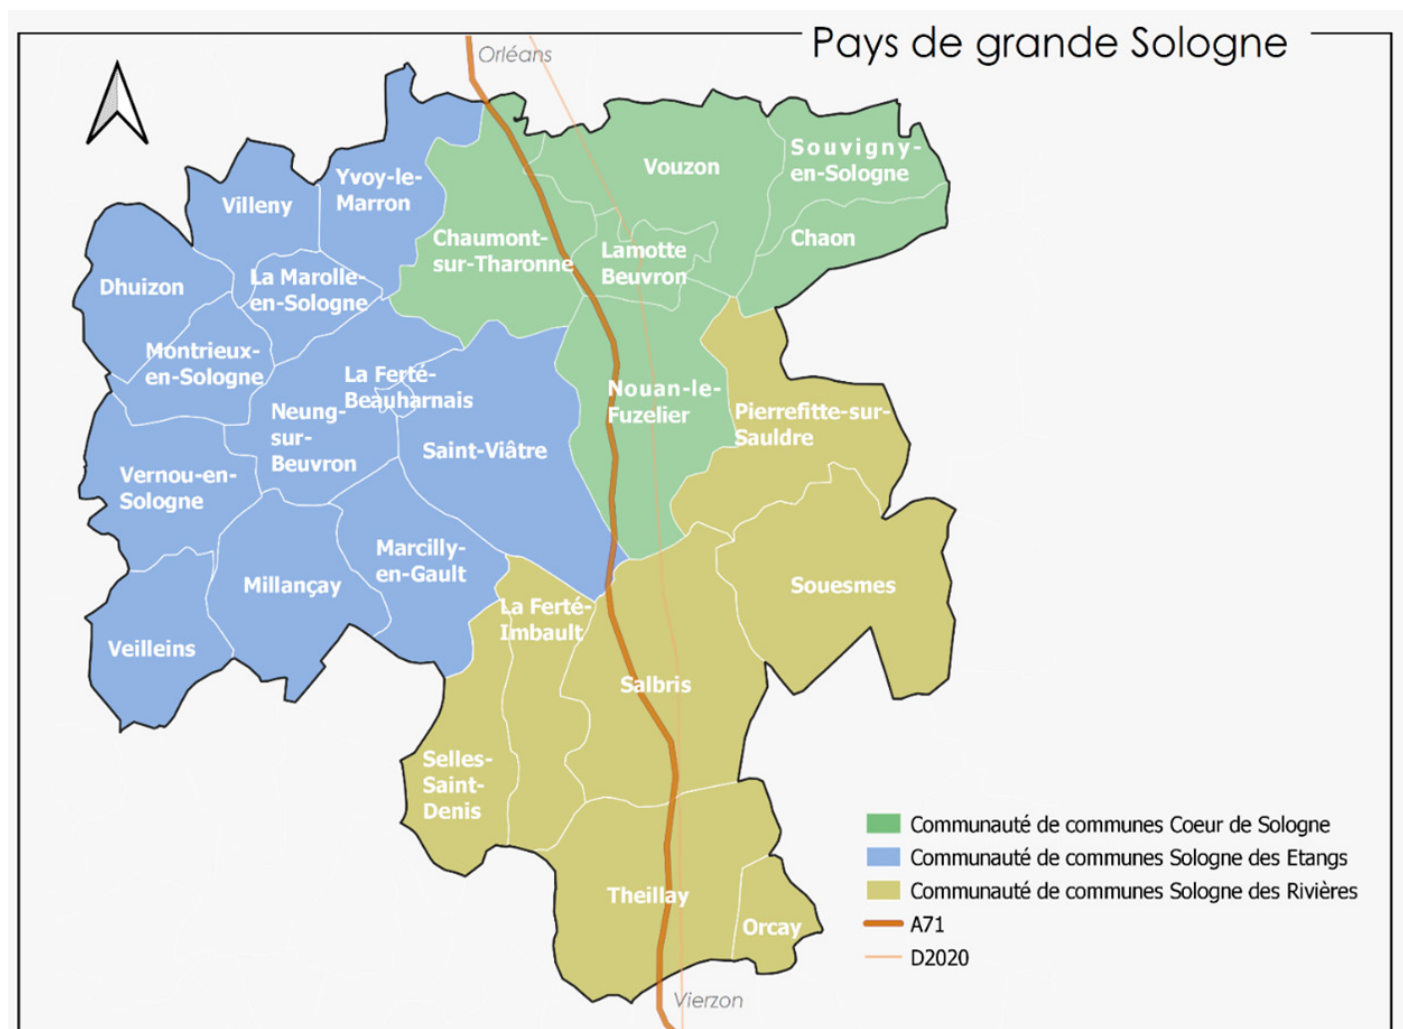 Pays de grande Sologne
Orléans
Yvoy-le-
Marron
Villeny
Vouzon
Souvigny-
en-Sologne
Chaumont-
sur-Tharonne
Lamotte
Beuvron
Chaon
Dhuizon
La Marolle-
en-Sologne
Montrieux-
en-Sologne
La Ferté-
Beauharnais
Neung-
sur-
Beuvron
Nouan-le-
Fuzelier
Pierrefitte-sur-
Sauldre
Saint-Viâtre
Vernou-en-
Sologne
Marcilly-
en-Gault
Millançay
Souesmes
La Ferté-
Imbault
Veilleins
Salbris
Selles-
Saint-
Denis
Theillay
Orcay
Communauté de communes Coeur de Sologne
Communauté de communes Sologne des Etangs
Communauté de communes Sologne des Rivières
A71
D2020
Vierzon